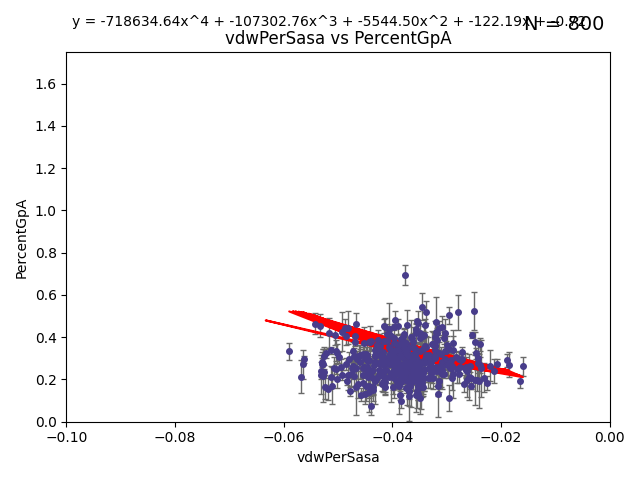 y = -718634.64x^4 + -107302.76x^3 + -5544.50x^2 + -122.19x +
N = 800
vdwPerSasa vs PercentGpA
1.6
1.4
1.2
1.0
0.8
0.6
0.4
0.2
0.0
PercentGpA
−0.10 −0.08 −0.06 −0.04 −0.02 0.00
vdwPerSasa